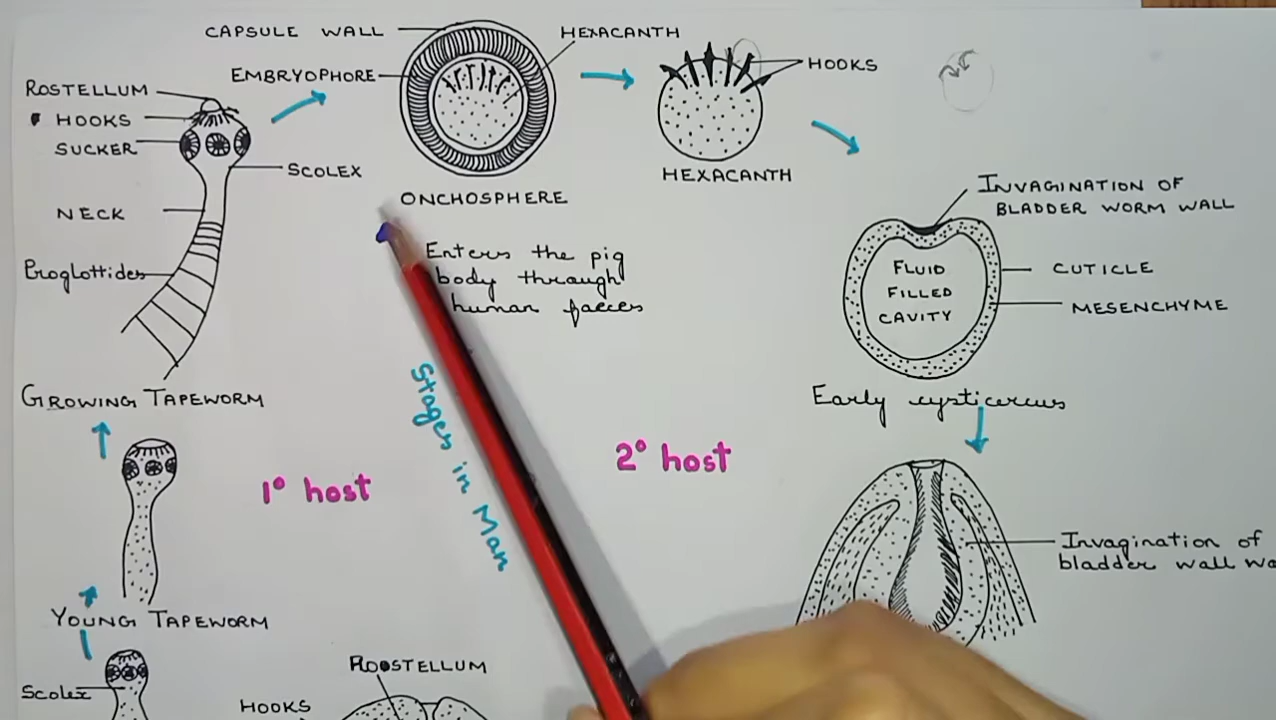 CAPSULE WALL
HEXACANTH
EMBRYOPHORE
HOOKS
ROSTELLUM
HOOKS
SUCKER
SCOLEX
HEXACANTH
ONCHOSPHERE
NECK
INVAGINATION OF
BLADDER WORM WALL
Enters the pig
body through
human faeces
Proglottides
FLUID
FILLED
CAVITY
CUTICLE
MESENCHYME
GROWING TAPEWORM
Early cysticercus
Stages in Man
1° host
2° host
Invagination of
bladder wall
YOUNG TAPEWORM
ROOSTELLUM
Scolex
HOOKS